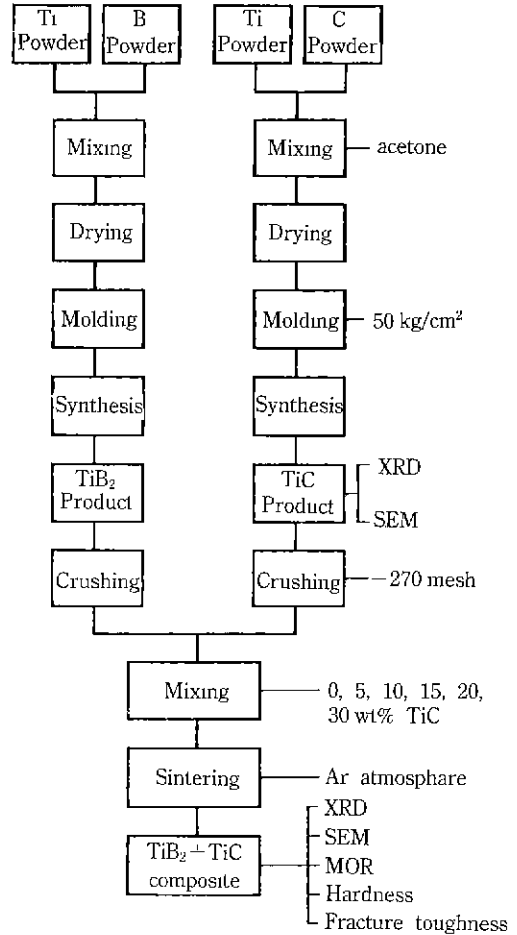 Ti Powder
B Powder
Ti Powder
C Powder
Mixing
Mixing
acetone
Drying
Drying
Molding
Molding
50 kg/cm²
Synthesis
Synthesis
TiB₂
Product
TiC
Product
XRD
SEM
Crushing
Crushing
−270 mesh
Mixing
0, 5, 10, 15, 20,
30 wt% TiC
Sintering
Ar atmosphare
TiB₂+TiC
composite
XRD
SEM
MOR
Hardness
Fracture toughness